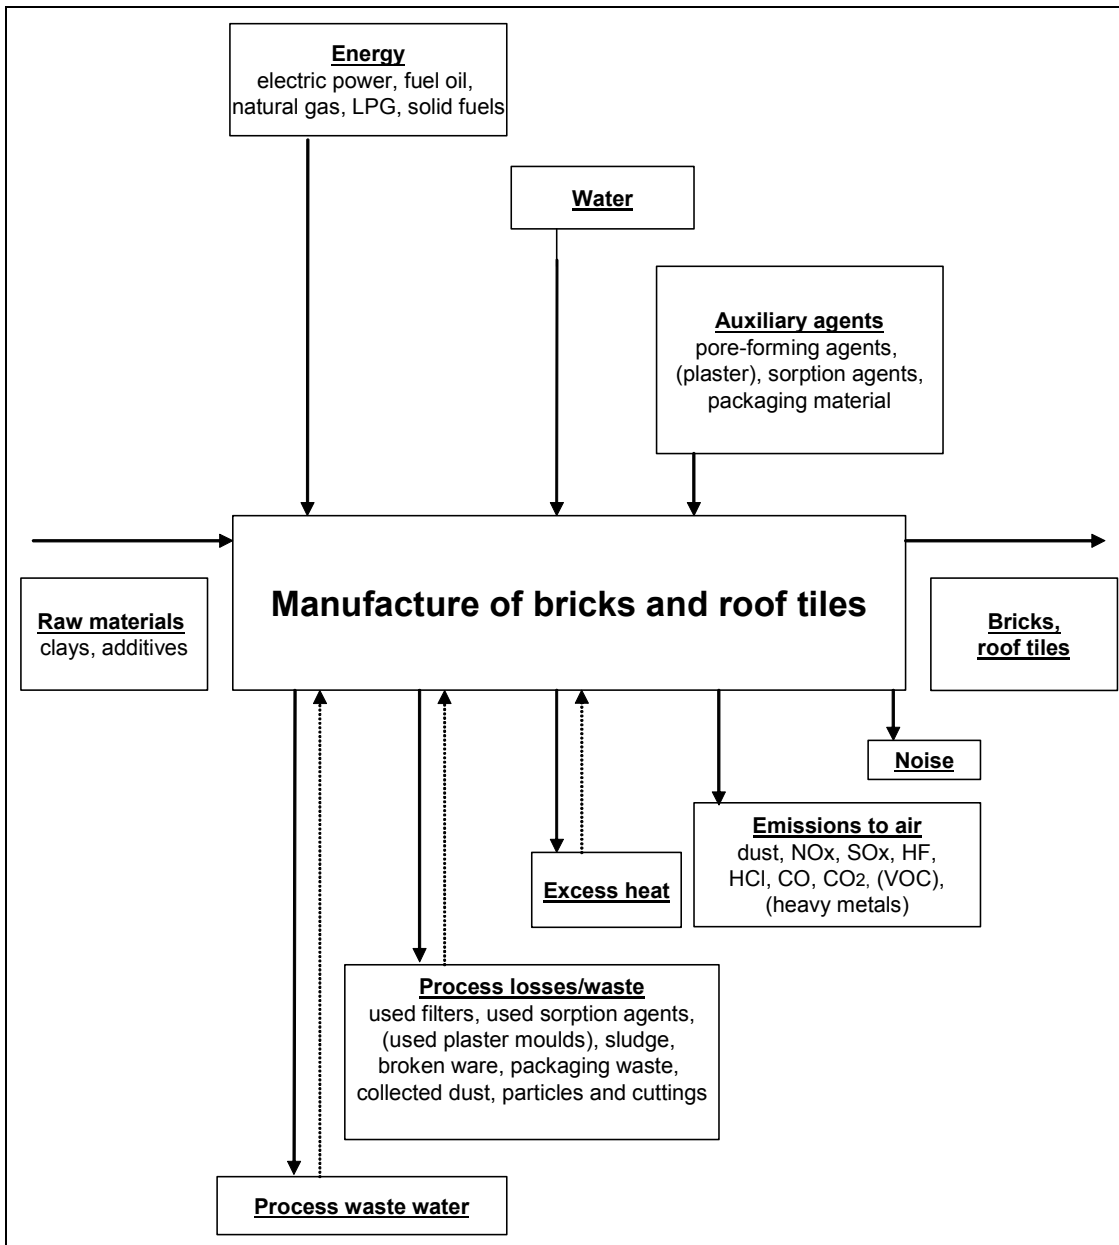 Energy
electric power, fuel oil,
natural gas, LPG, solid fuels
Water
Auxiliary agents
pore-forming agents,
(plaster), sorption agents,
packaging material
Manufacture of bricks and roof tiles
Raw materials
clays, additives
Bricks,
roof tiles
Noise
Emissions to air
dust, NOx, SOx, HF,
HCl, CO, CO2, (VOC),
(heavy metals)
Excess heat
Process losses/waste
used filters, used sorption agents,
(used plaster moulds), sludge,
broken ware, packaging waste,
collected dust, particles and cuttings
Process waste water